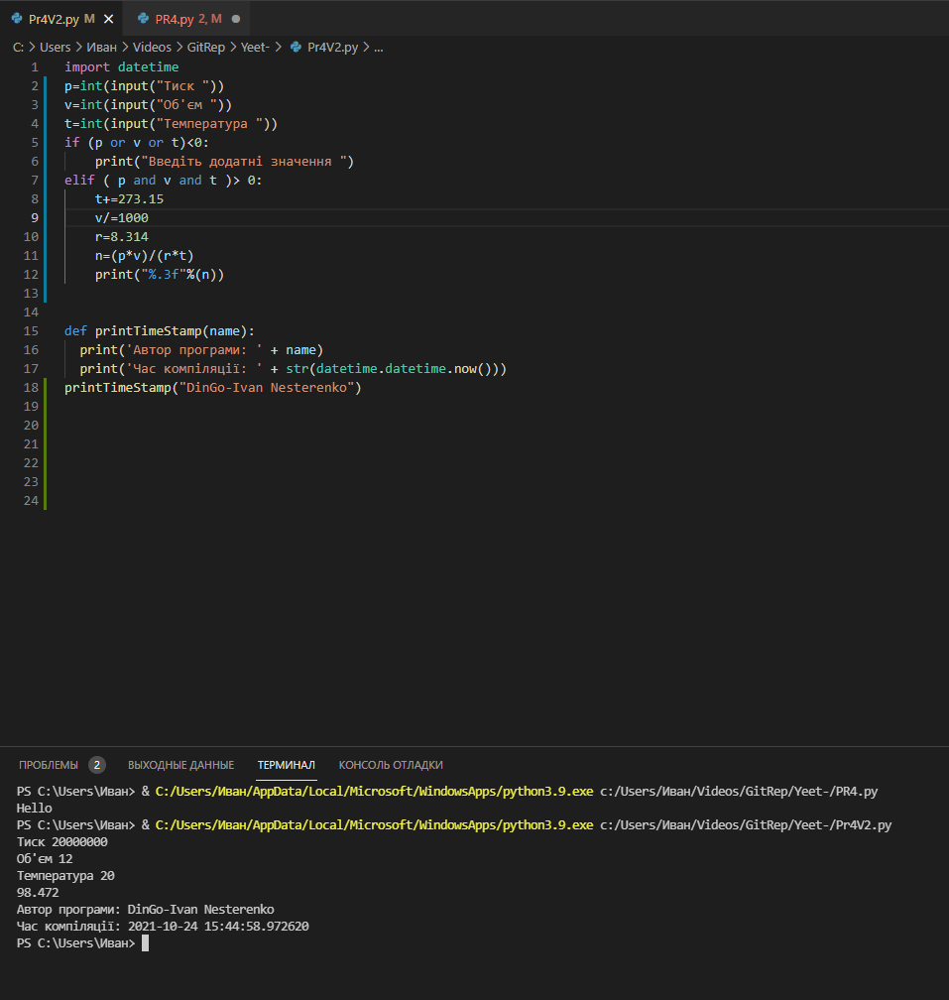 Pr4V2.py M
PR4.py 2, M
C: > Users > Иван > Videos > GitRep > Yeet- > Pr4V2.py > ...
1 import datetime
2 p=int(input("Тиск "))
3 v=int(input("Об'єм "))
4 t=int(input("Температура "))
5 if (p or v or t)<0:
6     print("Введіть додатні значення ")
7 elif ( p and v and t )> 0:
8     t+=273.15
9     v/=1000
10     r=8.314
11     n=(p*v)/(r*t)
12     print("%.3f"%(n))
13
14
15 def printTimeStamp(name):
16   print('Автор програми: ' + name)
17   print('Час компіляції: ' + str(datetime.datetime.now()))
18 printTimeStamp("DinGo-Ivan Nesterenko")
19
20
21
22
23
24
ПРОБЛЕМЫ 2 ВЫХОДНЫЕ ДАННЫЕ ТЕРМИНАЛ КОНСОЛЬ ОТЛАДКИ
PS C:\Users\Иван> & C:/Users/Иван/AppData/Local/Microsoft/WindowsApps/python3.9.exe c:/Users/Иван/Videos/GitRep/Yeet-/PR4.py
Hello
PS C:\Users\Иван> & C:/Users/Иван/AppData/Local/Microsoft/WindowsApps/python3.9.exe c:/Users/Иван/Videos/GitRep/Yeet-/Pr4V2.py
Тиск 20000000
Об'єм 12
Температура 20
98.472
Автор програми: DinGo-Ivan Nesterenko
Час компіляції: 2021-10-24 15:44:58.972620
PS C:\Users\Иван>